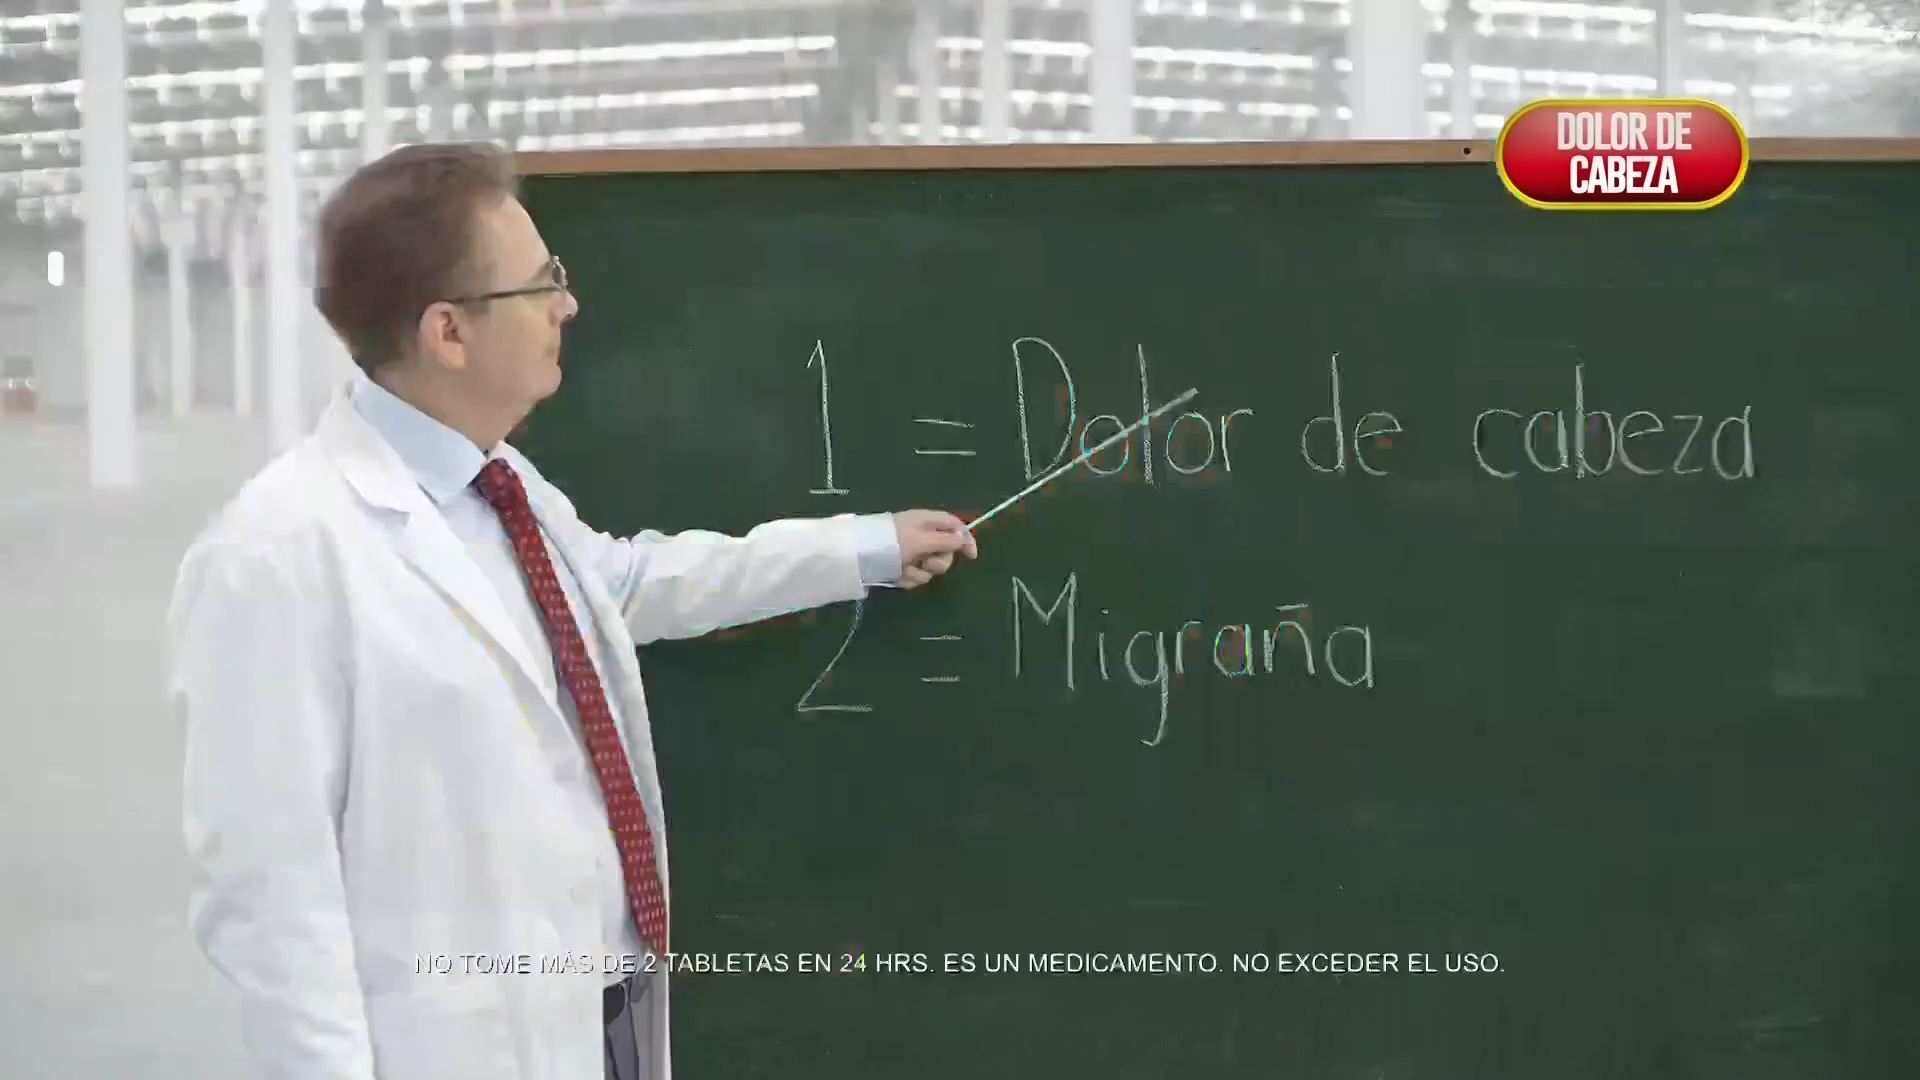 DOLOR DE
CABEZA
1 = Dolor de cabeza
2 = Migraña
NO TOME MÁS DE 2 TABLETAS EN 24 HRS. ES UN MEDICAMENTO. NO EXCEDER EL USO.